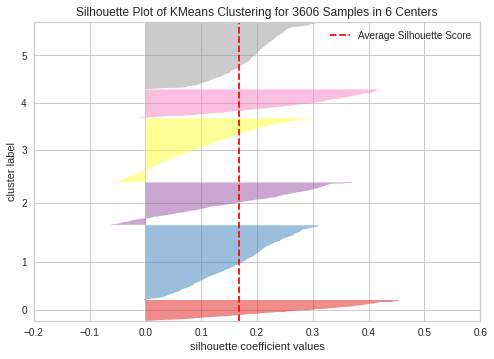 Silhouette Plot of KMeans Clustering for 3606 Samples in 6 Centers
Average Silhouette Score
5
4
3
2
1
0
cluster label
−0.2 −0.1 0.0 0.1 0.2 0.3 0.4 0.5 0.6
silhouette coefficient values